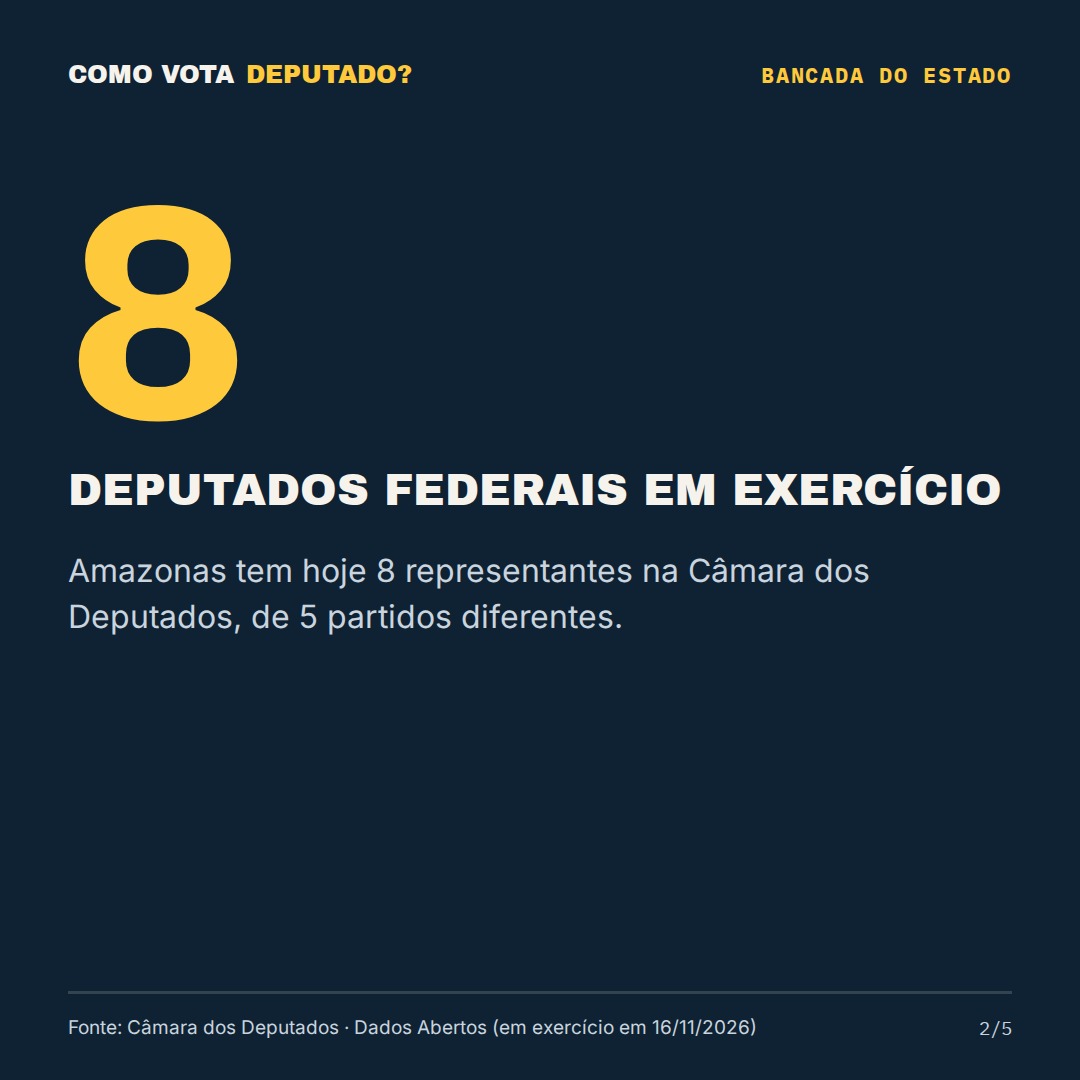 COMO VOTA DEPUTADO?
BANCADA DO ESTADO
8
DEPUTADOS FEDERAIS EM EXERCÍCIO
Amazonas tem hoje 8 representantes na Câmara dos
Deputados, de 5 partidos diferentes.
Fonte: Câmara dos Deputados · Dados Abertos (em exercício em 16/11/2026)
2/5